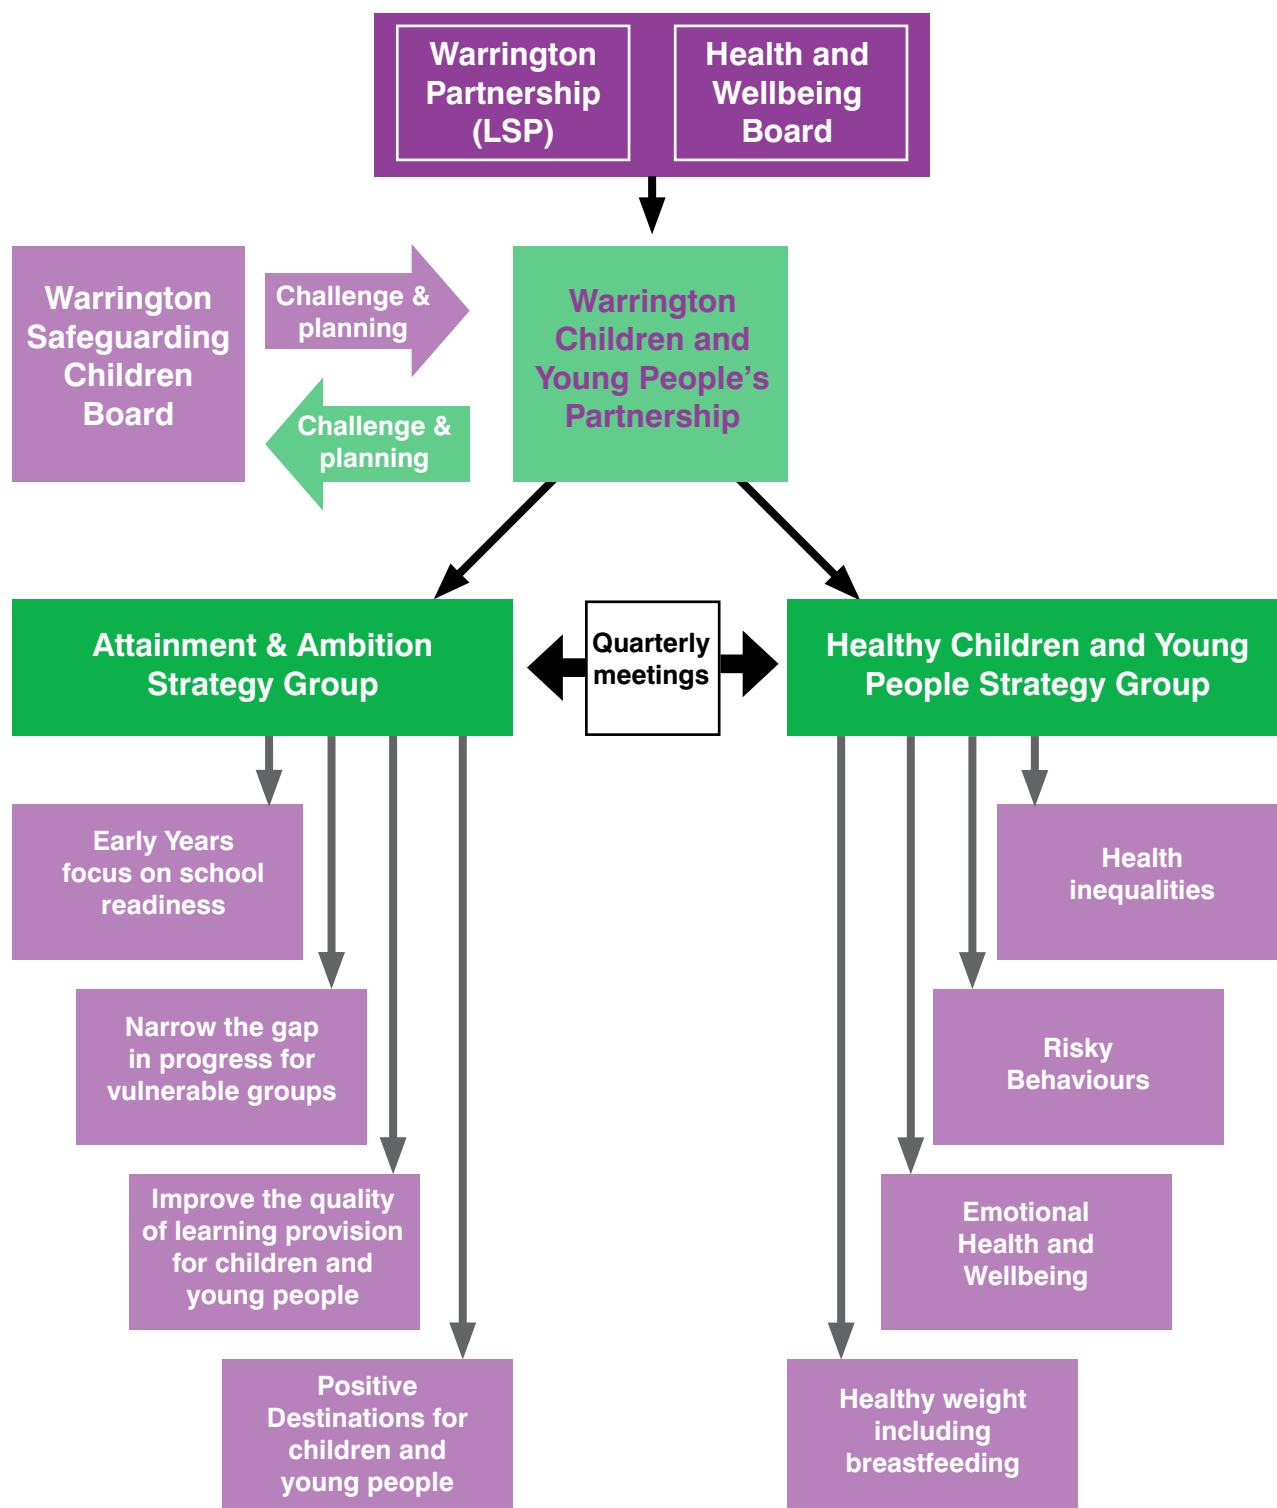 Warrington
Partnership
(LSP)
Health and
Wellbeing
Board
Warrington
Safeguarding
Children
Board
Challenge &
planning
Challenge &
planning
Warrington
Children and
Young People’s
Partnership
Attainment & Ambition
Strategy Group
Quarterly
meetings
Healthy Children and Young
People Strategy Group
Early Years
focus on school
readiness
Narrow the gap
in progress for
vulnerable groups
Improve the quality
of learning provision
for children and
young people
Positive
Destinations for
children and
young people
Health
inequalities
Risky
Behaviours
Emotional
Health and
Wellbeing
Healthy weight
including
breastfeeding